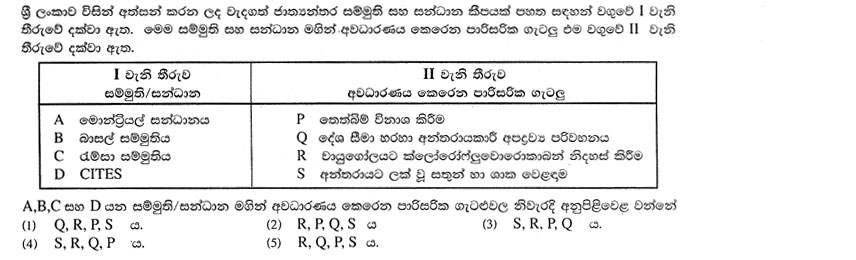 ශ්‍රී ලංකාව විසින් අත්සන් කරන ලද වැදගත් ජාත්‍යන්තර සම්මුති සහ සන්ධාන කීපයක් පහත සඳහන් වගුවේ I වැනි
තීරුවේ දක්වා ඇත. මෙම සම්මුති සහ සන්ධාන මගින් අවධාරණය කෙරෙන පාරිසරික ගැටලු එම වගුවේ II වැනි
තීරුවේ දක්වා ඇත.
I වැනි තීරුව II වැනි තීරුව
සම්මුති/සන්ධාන අවධාරණය කෙරෙන පාරිසරික ගැටලු
A මොන්ට්‍රියල් සන්ධානය P තෙත්බිම් විනාශ කිරීම
B බාසල් සම්මුතිය Q දේශ සීමා හරහා අන්තරායකාරී අපද්‍රව්‍ය පරිවහනය
C රැම්සා සම්මුතිය R වායුගෝලයට ක්ලෝරෝෆ්ලුවොරොකාබන් නිදහස් කිරීම
D CITES S අන්තරායට ලක් වූ සතුන් හා ශාක වෙළඳාම
A,B,C සහ D යන සම්මුති/සන්ධාන මගින් අවධාරණය කෙරෙන පාරිසරික ගැටළුවල නිවැරදි අනුපිළිවෙළ වන්නේ
(1) Q, R, P, S ය. (2) R, P, Q, S ය (3) S, R, P, Q ය.
(4) S, R, Q, P ය. (5) R, Q, P, S ය.